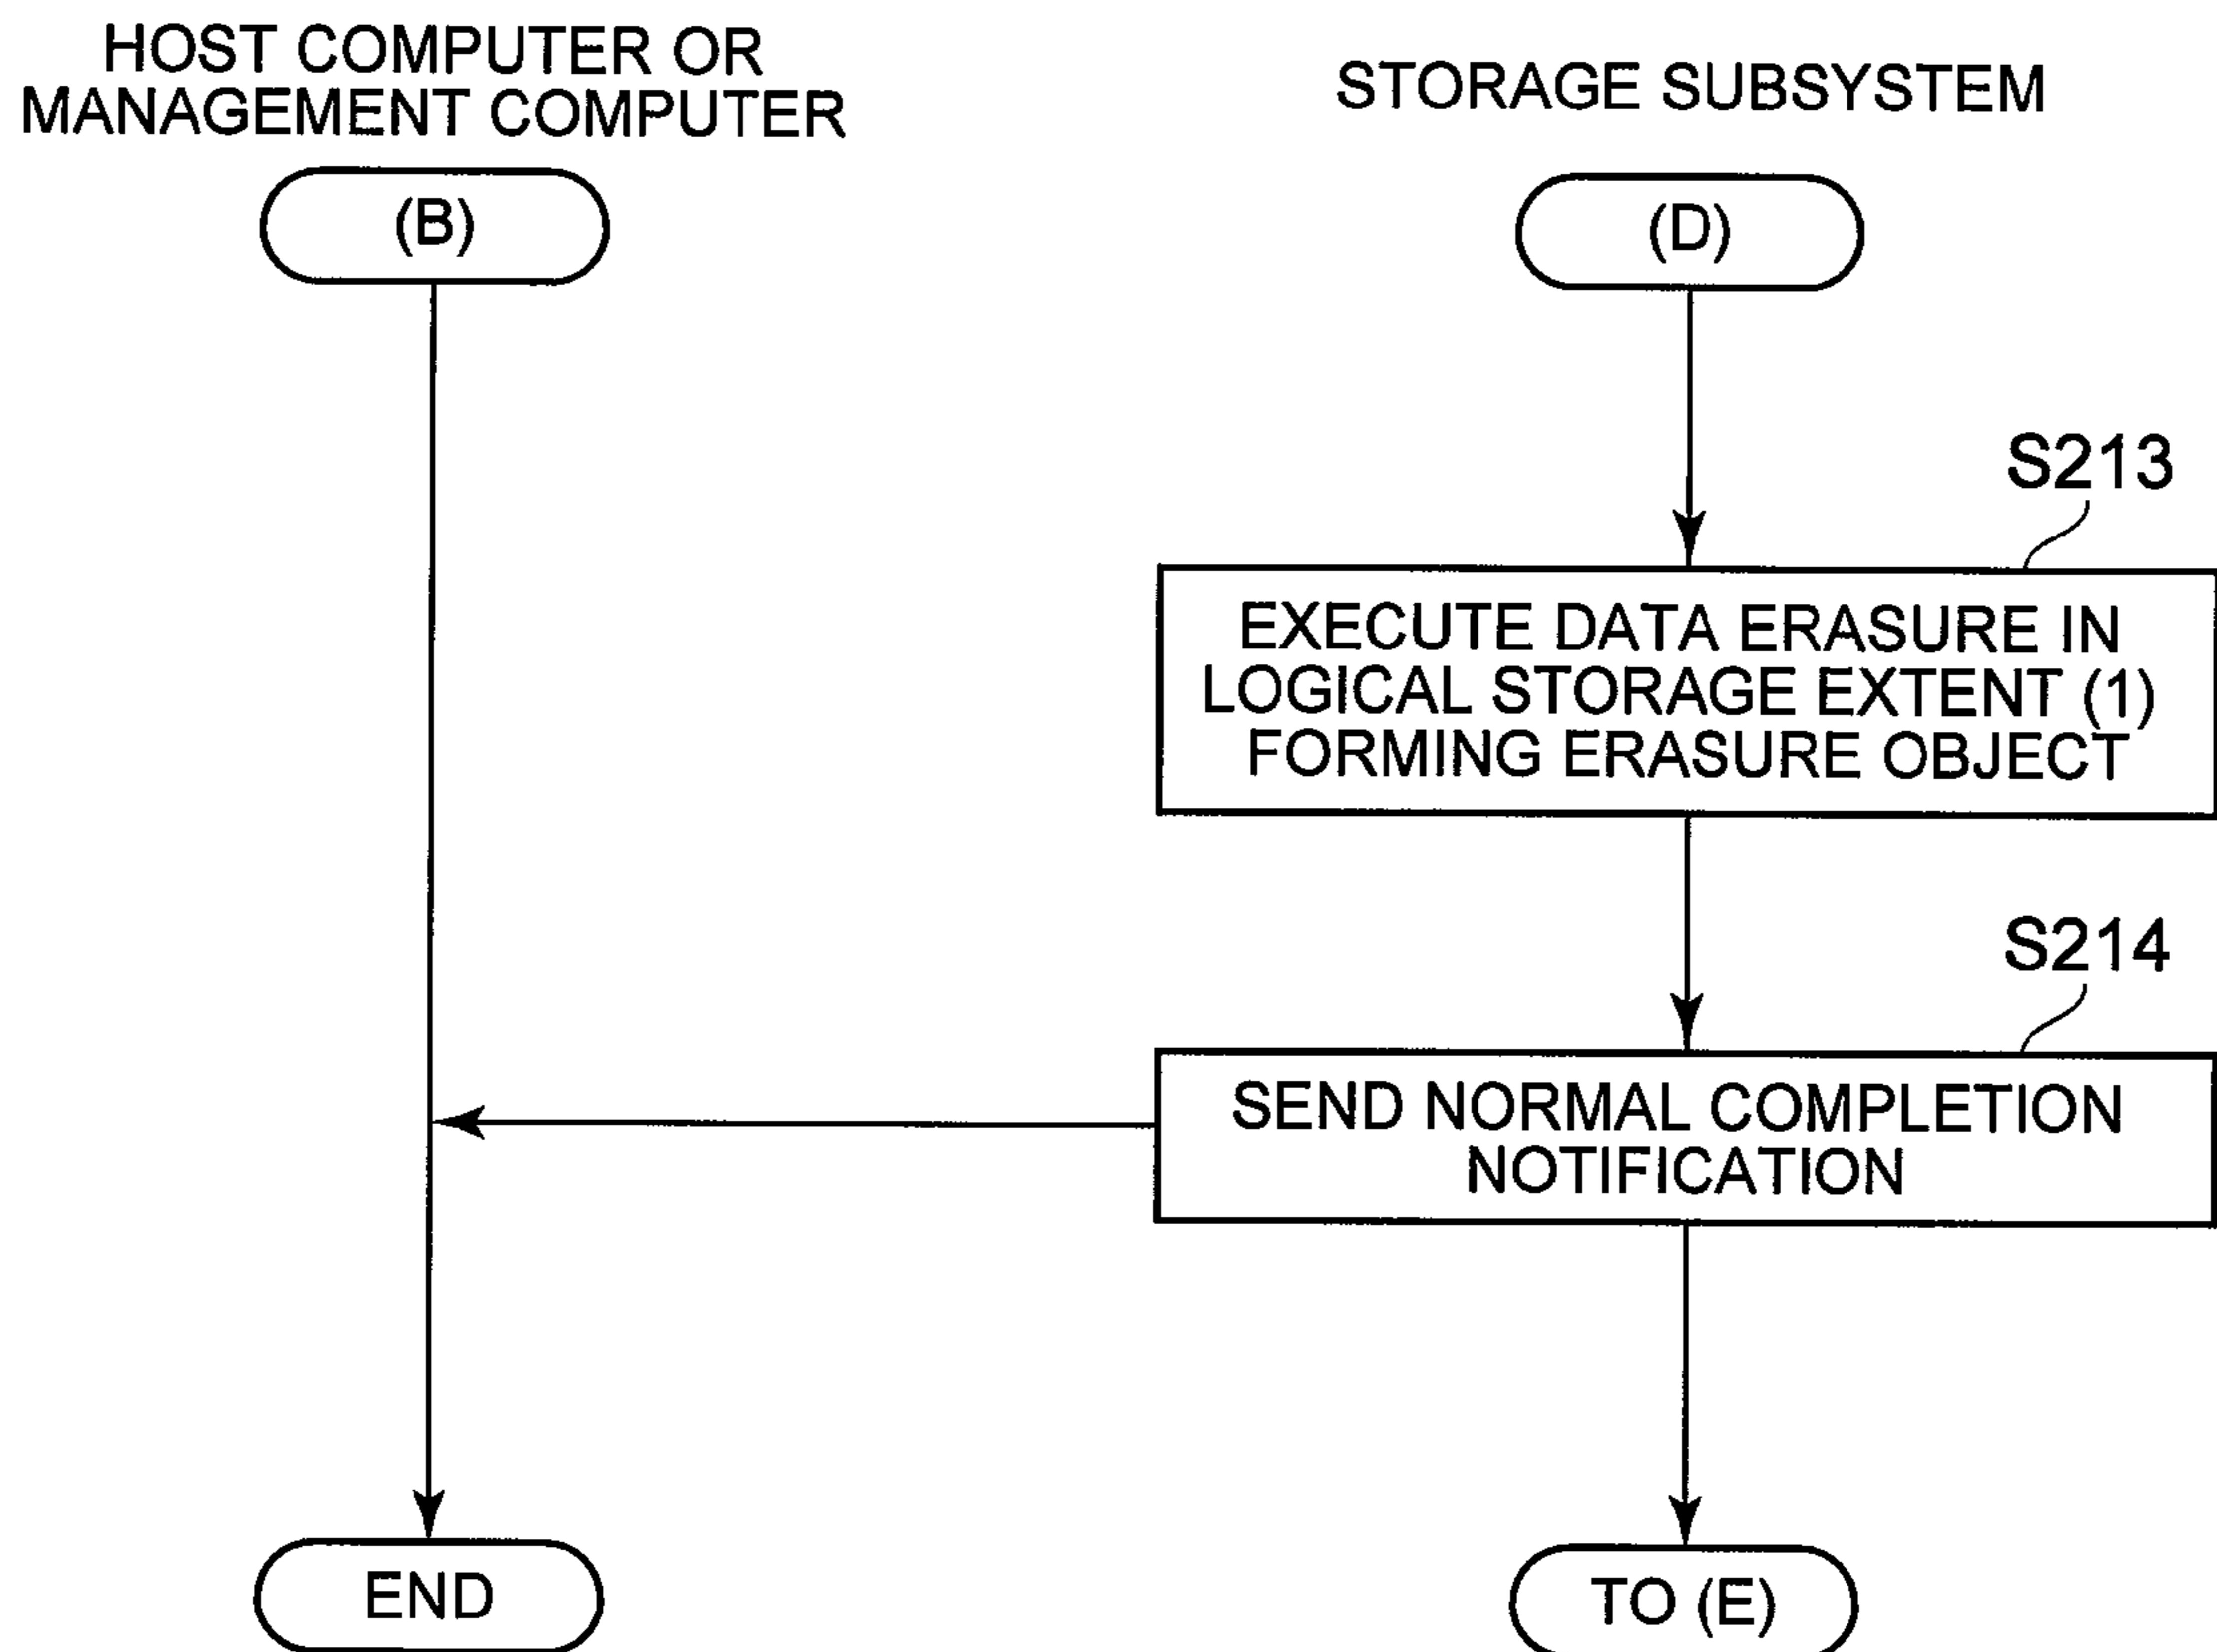 HOST COMPUTER OR
MANAGEMENT COMPUTER
STORAGE SUBSYSTEM
(B)
(D)
S213
EXECUTE DATA ERASURE IN
LOGICAL STORAGE EXTENT (1)
FORMING ERASURE OBJECT
S214
SEND NORMAL COMPLETION
NOTIFICATION
END
TO (E)